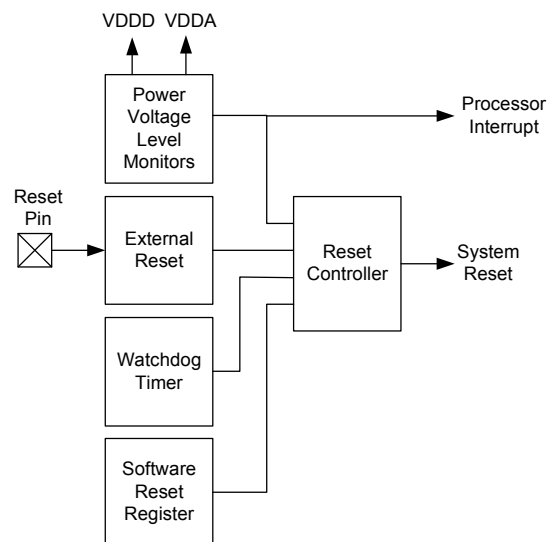 VDDD VDDA
Power
Voltage
Level
Monitors
Processor
Interrupt
Reset
Pin
External
Reset
Reset
Controller
System
Reset
Watchdog
Timer
Software
Reset
Register